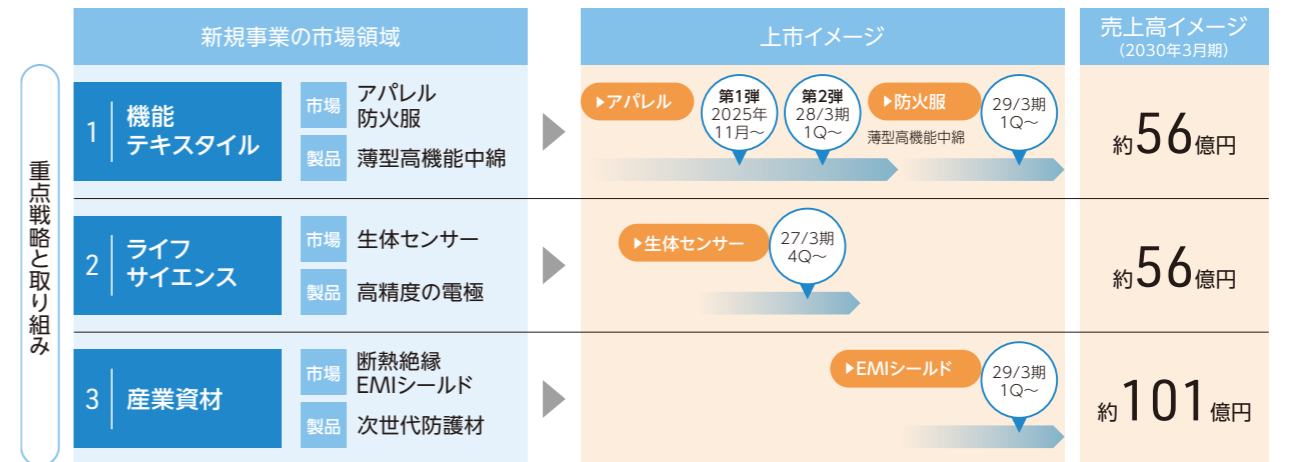 新規事業の市場領域
上市イメージ
売上高イメージ
(2030年3月期)
重点戦略と取り組み
1
機能
テキスタイル
市場
アパレル
防火服
製品
薄型高機能中綿
▶アパレル
第1弾
2025年
11月〜
第2弾
28/3期
1Q〜
▶防火服
薄型高機能中綿
29/3期
1Q〜
約56億円
2
ライフ
サイエンス
市場
生体センサー
製品
高精度の電極
▶生体センサー
27/3期
4Q〜
約56億円
3
産業資材
市場
断熱絶縁
EMIシールド
製品
次世代防護材
▶EMIシールド
29/3期
1Q〜
約101億円